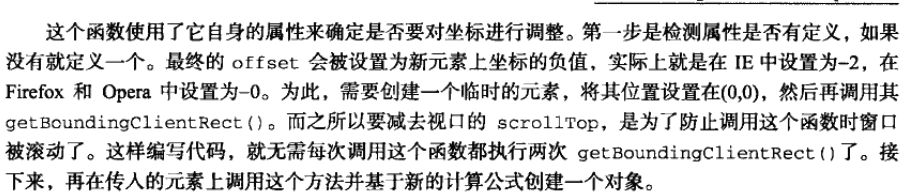 这个函数使用了它自身的属性来确定是否要对坐标进行调整。第一步是检测属性是否有定义，如果
没有就定义一个。最终的 offset 会被设置为新元素上坐标的负值，实际上就是在 IE 中设置为–2，在
Firefox 和 Opera 中设置为–0。为此，需要创建一个临时的元素，将其位置设置在(0,0)，然后再调用其
getBoundingClientRect()。而之所以要减去视口的 scrollTop，是为了防止调用这个函数时窗口
被滚动了。这样编写代码，就无需每次调用这个函数都执行两次 getBoundingClientRect()了。接
下来，再在传入的元素上调用这个方法并基于新的计算公式创建一个对象。